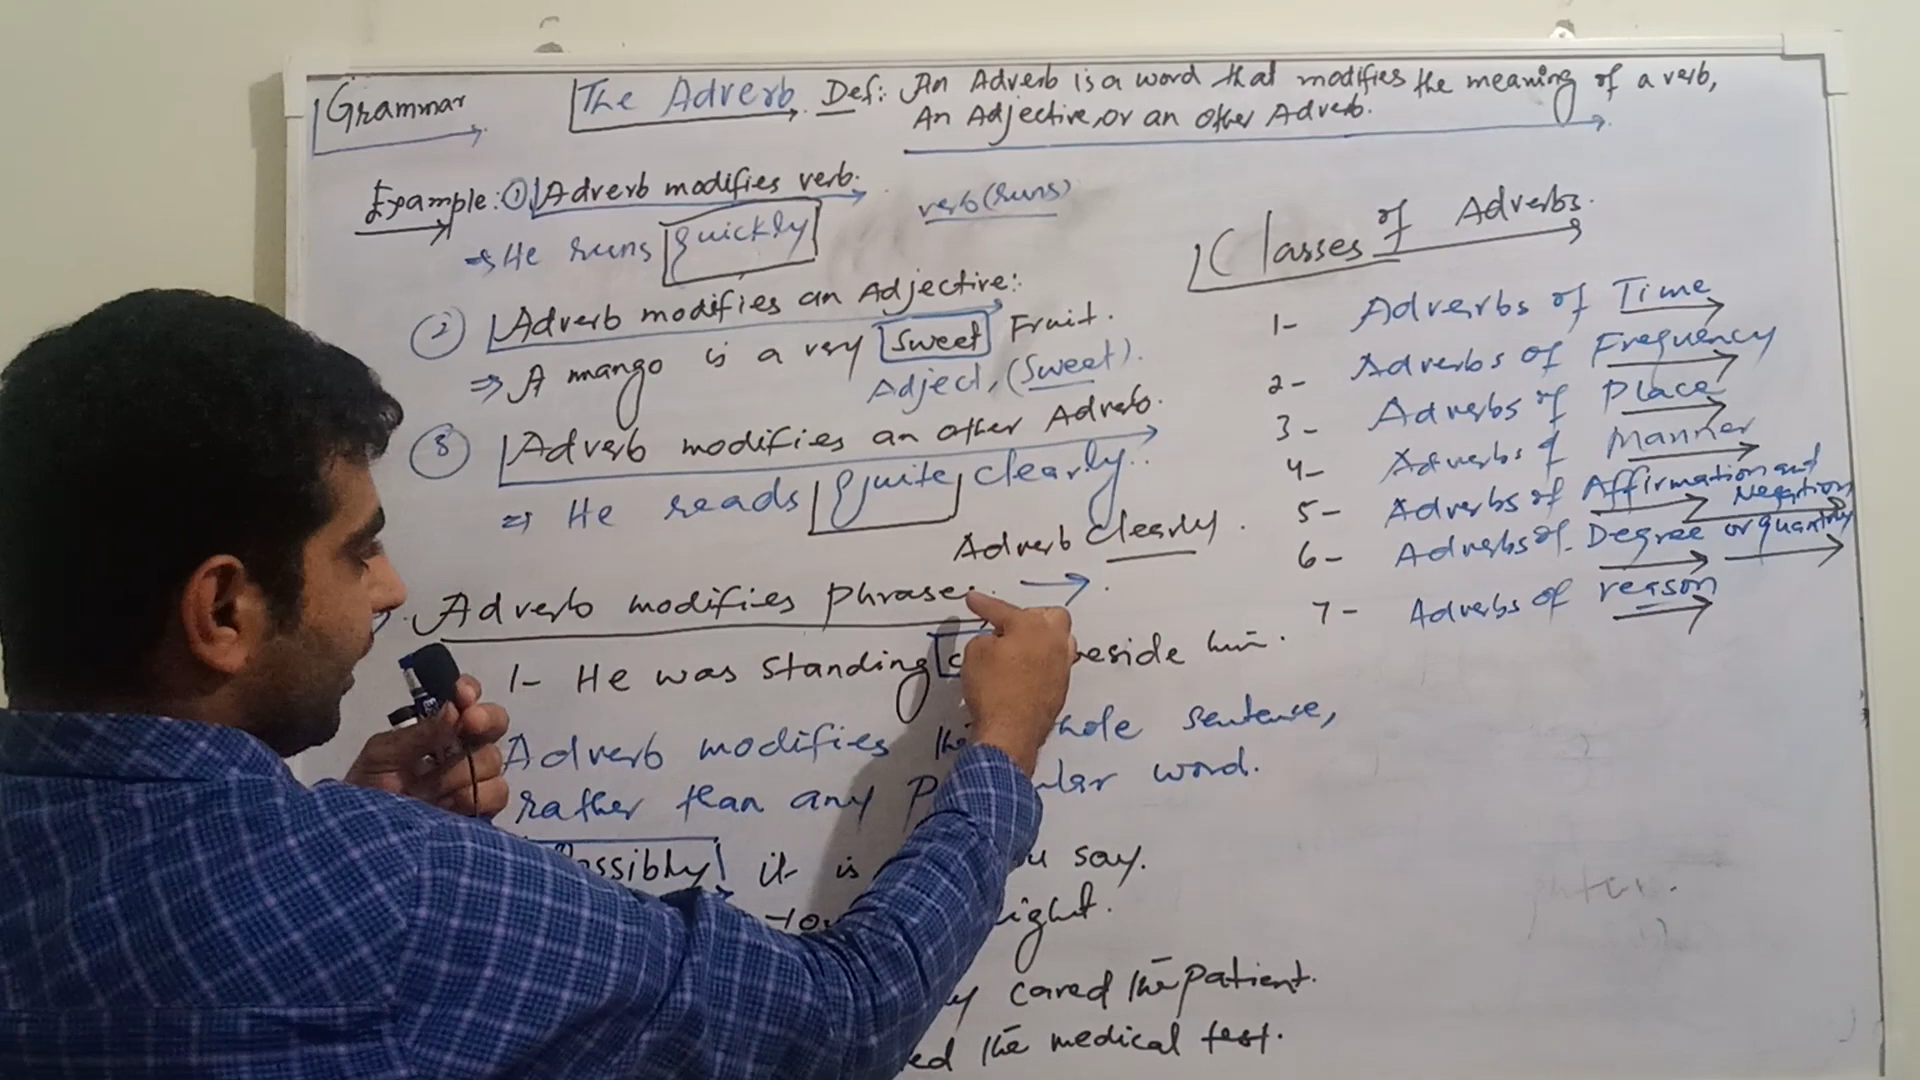 Grammar
The Adverb Def: An Adverb is a word that modifies the meaning of a verb,
An Adjective, or an other Adverb.
Example: ① Adverb modifies verb.
⇒ He runs quickly
verb (runs)
② Adverb modifies an Adjective:
⇒ A mango is a very Sweet Fruit.
Adject, (Sweet).
③ Adverb modifies an other Adverb.
⇒ He reads Quite clearly..
Adverb clearly.
Adverb modifies phrase:
1- He was standing beside him.
Adverb modifies the whole sentence,
rather than any word.
Possibly it is you say.
right.
cared the patient.
the medical test.
Classes of Adverbs.
1- Adverbs of Time
2- Adverbs of Frequency
3- Adverbs of Place
4- Adverbs of Manner
5- Adverbs of Affirmation and Negation
6- Adverbs of Degree or quantity
7- Adverbs of reason